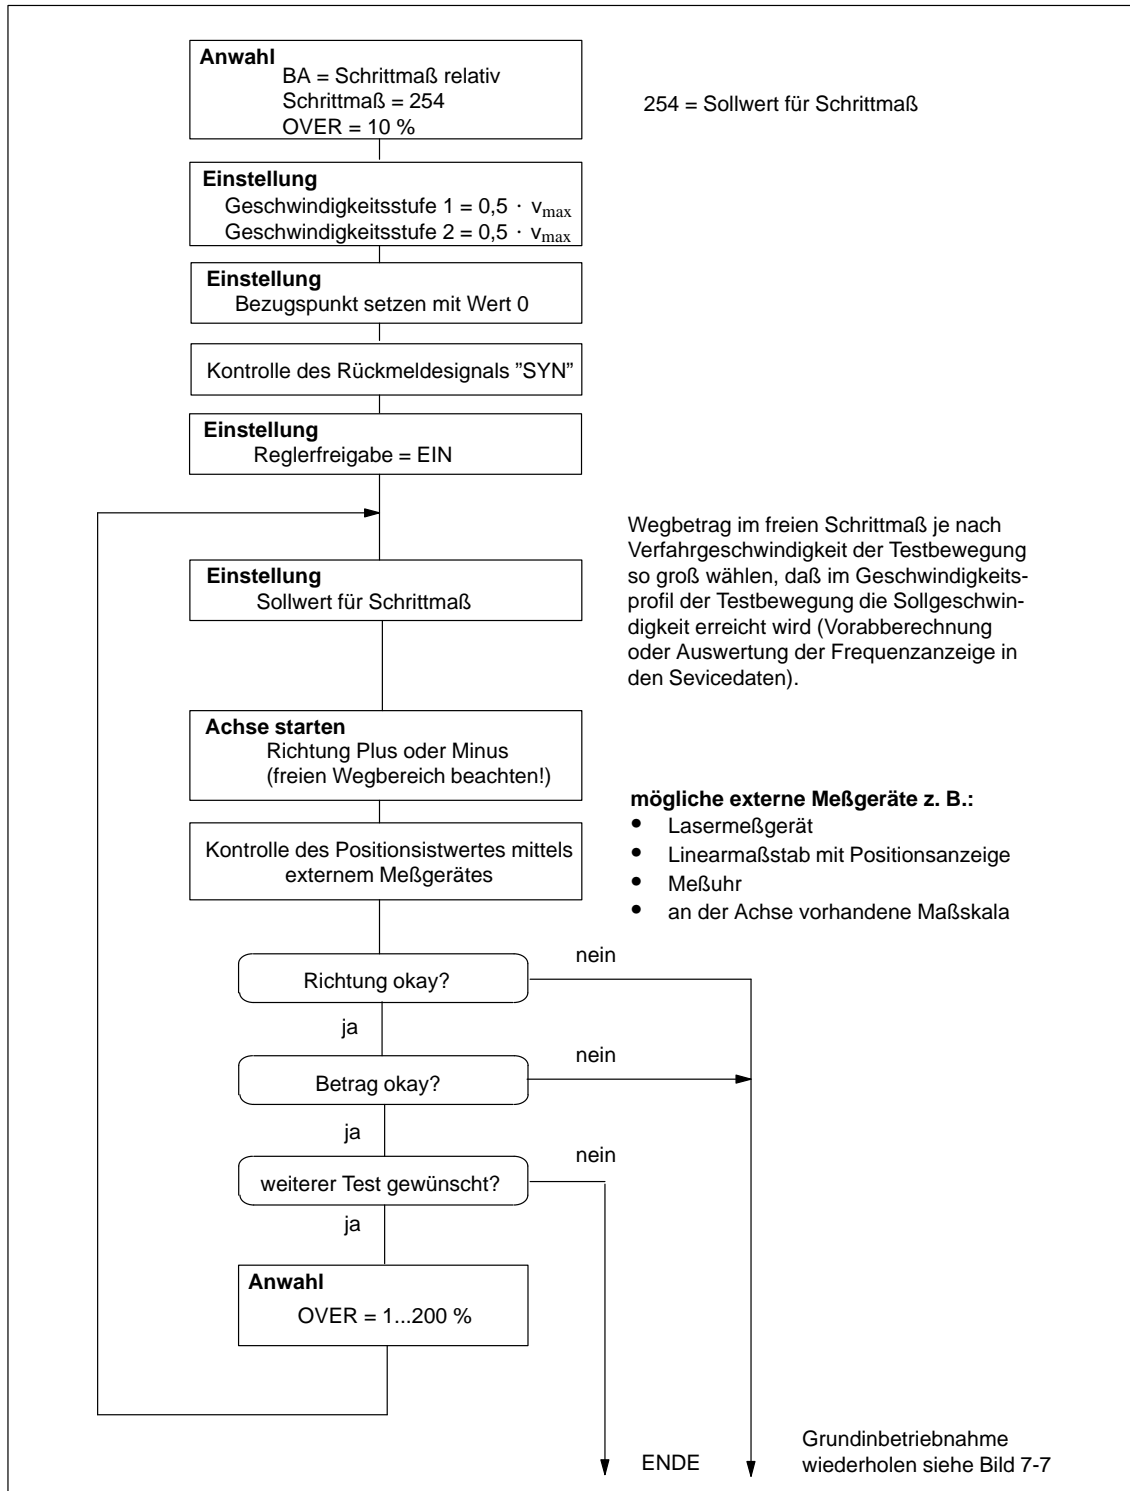 Anwahl
BA = Schrittmaß relativ
Schrittmaß = 254
OVER = 10 %
254 = Sollwert für Schrittmaß
Einstellung
Geschwindigkeitsstufe 1 = 0,5 · vmax
Geschwindigkeitsstufe 2 = 0,5 · vmax
Einstellung
Bezugspunkt setzen mit Wert 0
Kontrolle des Rückmeldesignals ”SYN”
Einstellung
Reglerfreigabe = EIN
Wegbetrag im freien Schrittmaß je nach
Verfahrgeschwindigkeit der Testbewegung
so groß wählen, daß im Geschwindigkeits-
profil der Testbewegung die Sollgeschwin-
digkeit erreicht wird (Vorabberechnung
oder Auswertung der Frequenzanzeige in
den Sevicedaten).
Einstellung
Sollwert für Schrittmaß
Achse starten
Richtung Plus oder Minus
(freien Wegbereich beachten!)
mögliche externe Meßgeräte z. B.:
• Lasermeßgerät
• Linearmaßstab mit Positionsanzeige
• Meßuhr
• an der Achse vorhandene Maßskala
Kontrolle des Positionsistwertes mittels
externem Meßgerätes
Richtung okay?
nein
ja
Betrag okay?
nein
ja
weiterer Test gewünscht?
nein
ja
Anwahl
OVER = 1...200 %
ENDE
Grundinbetriebnahme
wiederholen siehe Bild 7-7